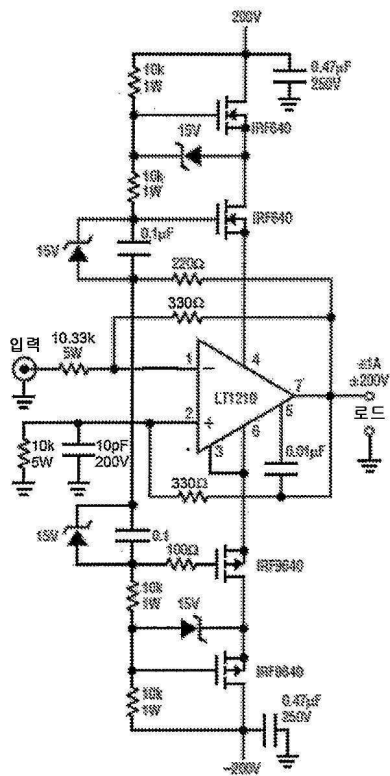 200V
10k
1W
0.47µF
250V
IRF640
15V
10k
1W
IRF640
15V
0.1µF
220Ω
330Ω
입력
10.33k
5W
1
4
7
±1A
±200V
LT1210
2
3
6
5
로드
10k
5W
10pF
200V
0.01µF
330Ω
15V
0.1
100Ω
IRF9640
10k
1W
15V
IRF9640
10k
1W
0.47µF
250V
–200V